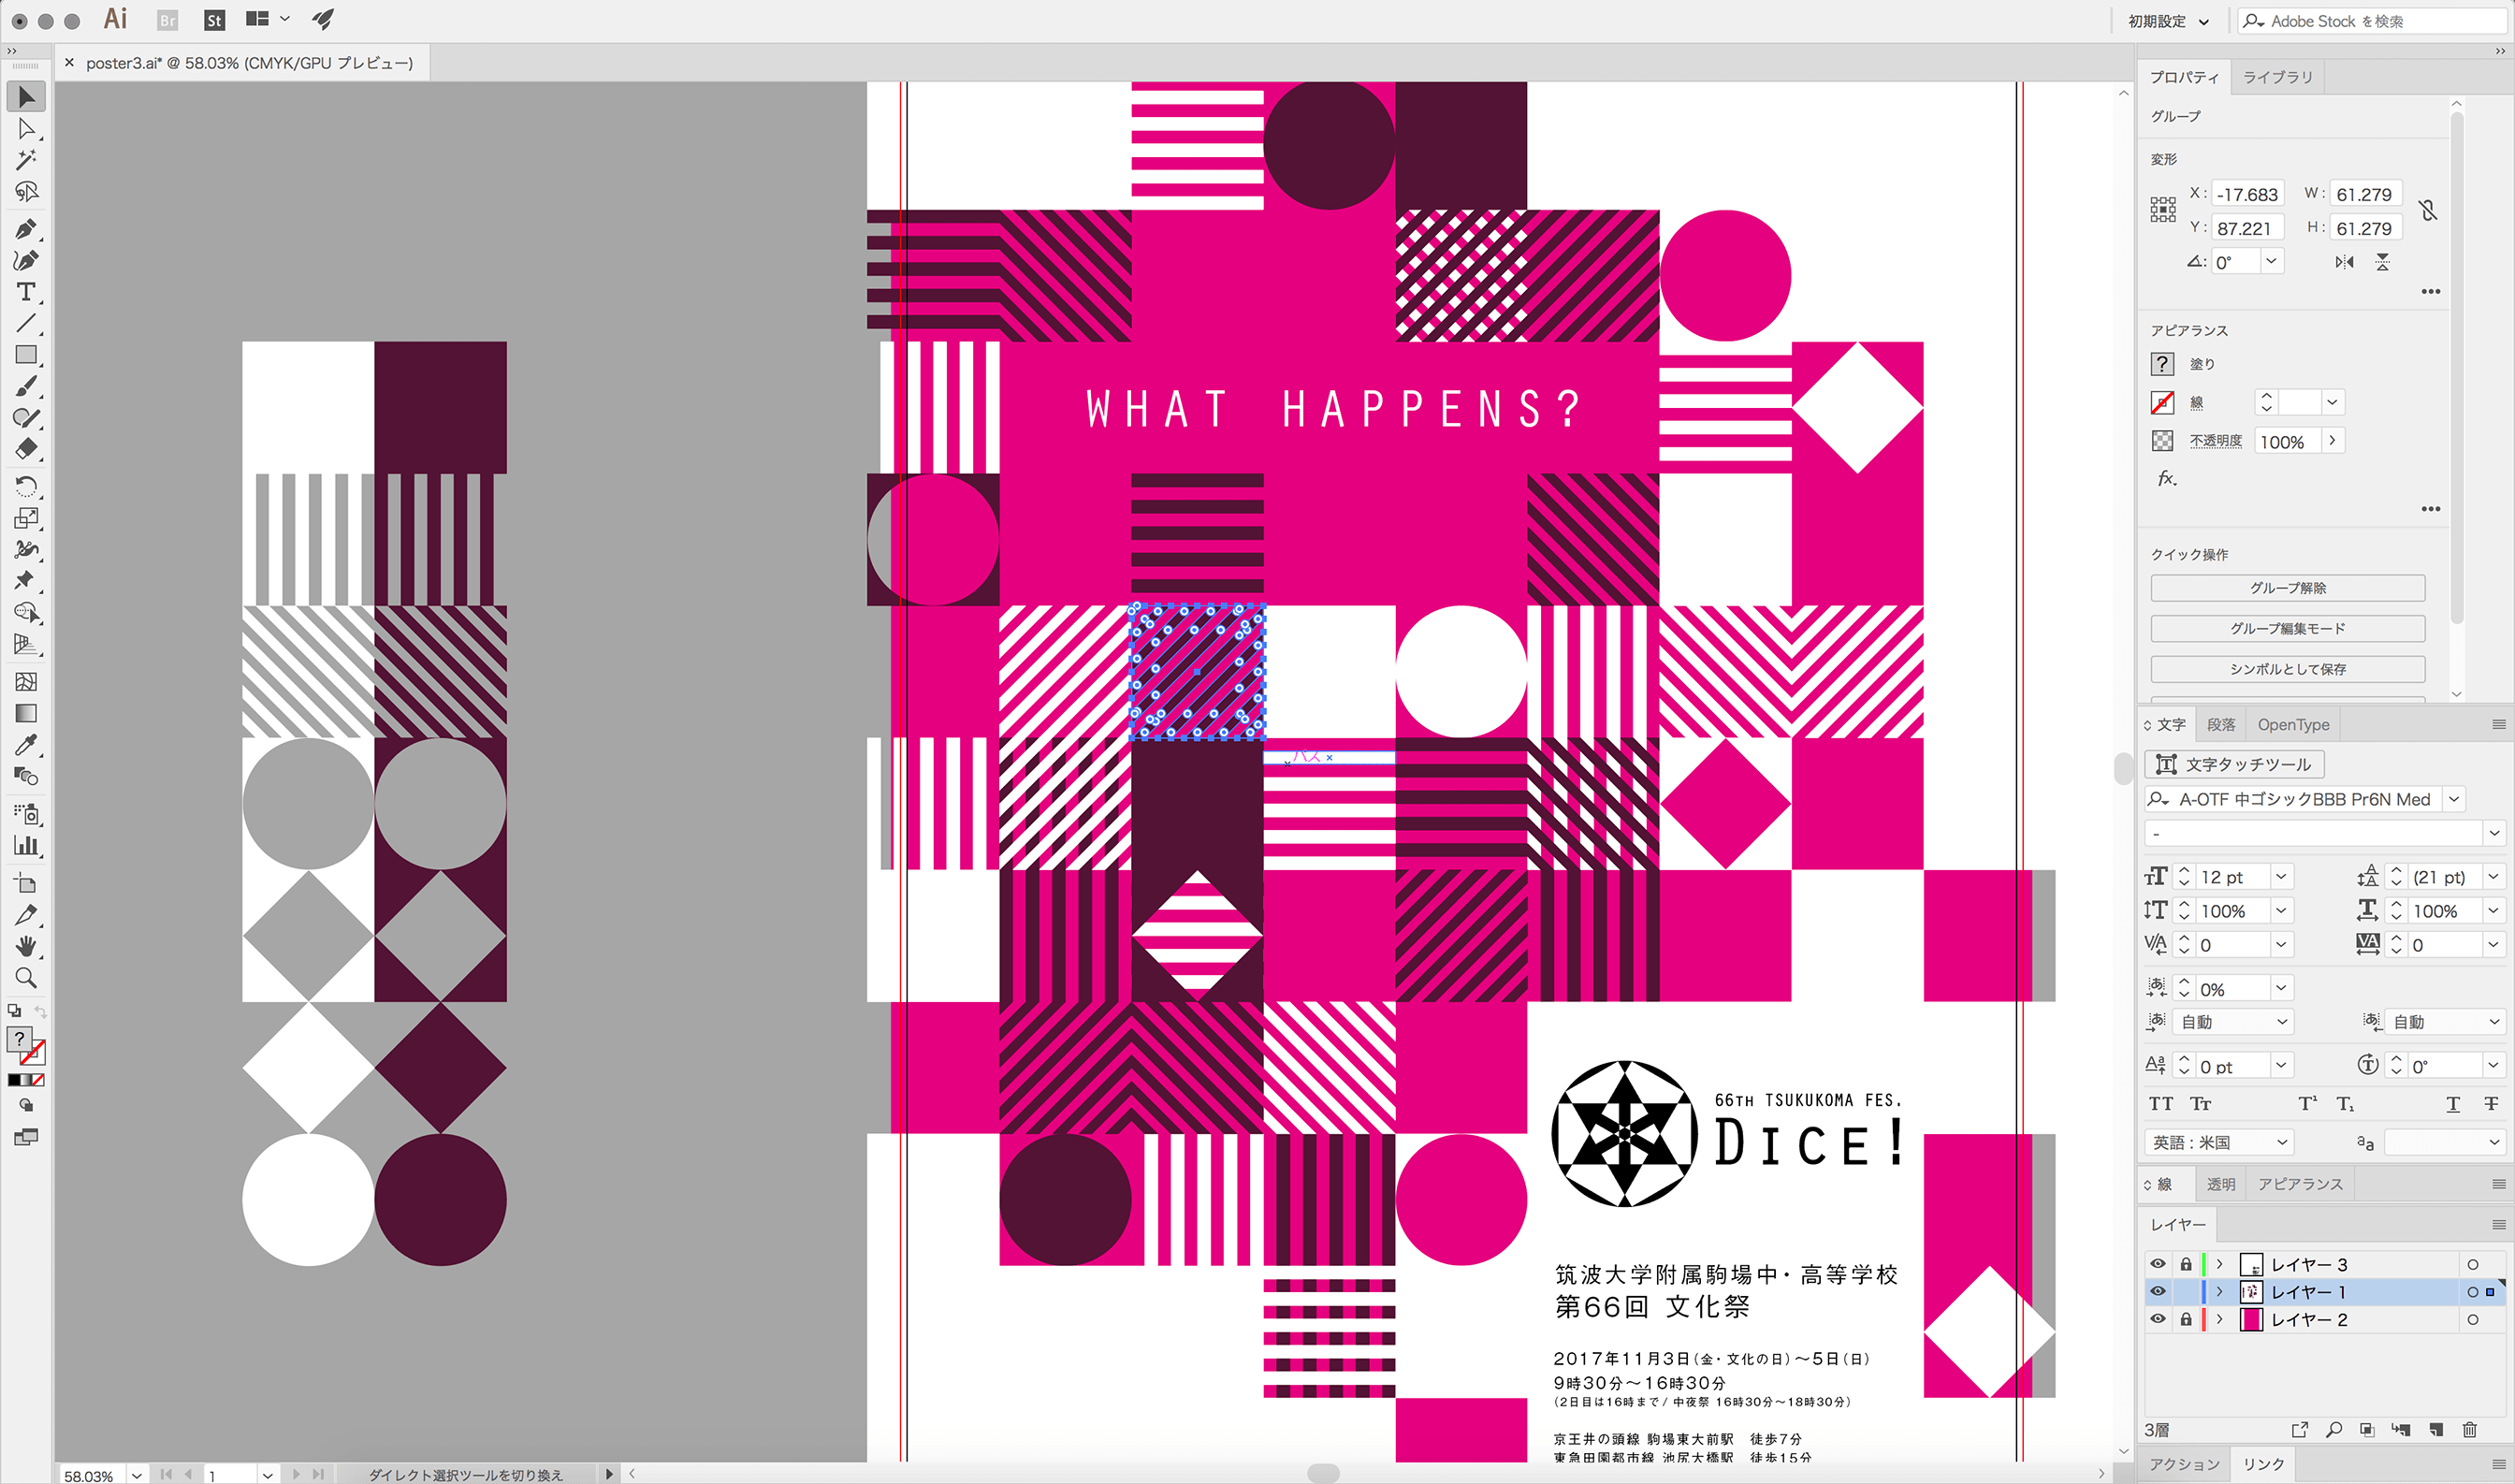 Ai
Br
St
初期設定
Adobe Stock を検索
poster3.ai* @ 58.03% (CMYK/GPU プレビュー)
プロパティ
ライブラリ
グループ
変形
X : -17.683
W : 61.279
Y : 87.221
H : 61.279
0°
アピアランス
? 塗り
線
不透明度 100%
fx.
クイック操作
グループ解除
グループ編集モード
シンボルとして保存
WHAT HAPPENS?
パス
文字
段落
OpenType
文字タッチツール
A-OTF 中ゴシックBBB Pr6N Med
-
12 pt
(21 pt)
100%
100%
0
0
0%
自動
自動
0 pt
0°
英語 : 米国
線
透明
アピアランス
レイヤー
レイヤー 3
レイヤー 1
レイヤー 2
3層
アクション
リンク
66TH TSUKUKOMA FES.
DICE!
筑波大学附属駒場中・高等学校
第66回 文化祭
2017年11月3日(金・文化の日)〜5日(日)
9時30分〜16時30分
(2日目は16時まで / 中夜祭 16時30分〜18時30分)
京王井の頭線 駒場東大前駅 徒歩7分
東急田園都市線 池尻大橋駅 徒歩15分
58.03%
1
ダイレクト選択ツールを切り換え